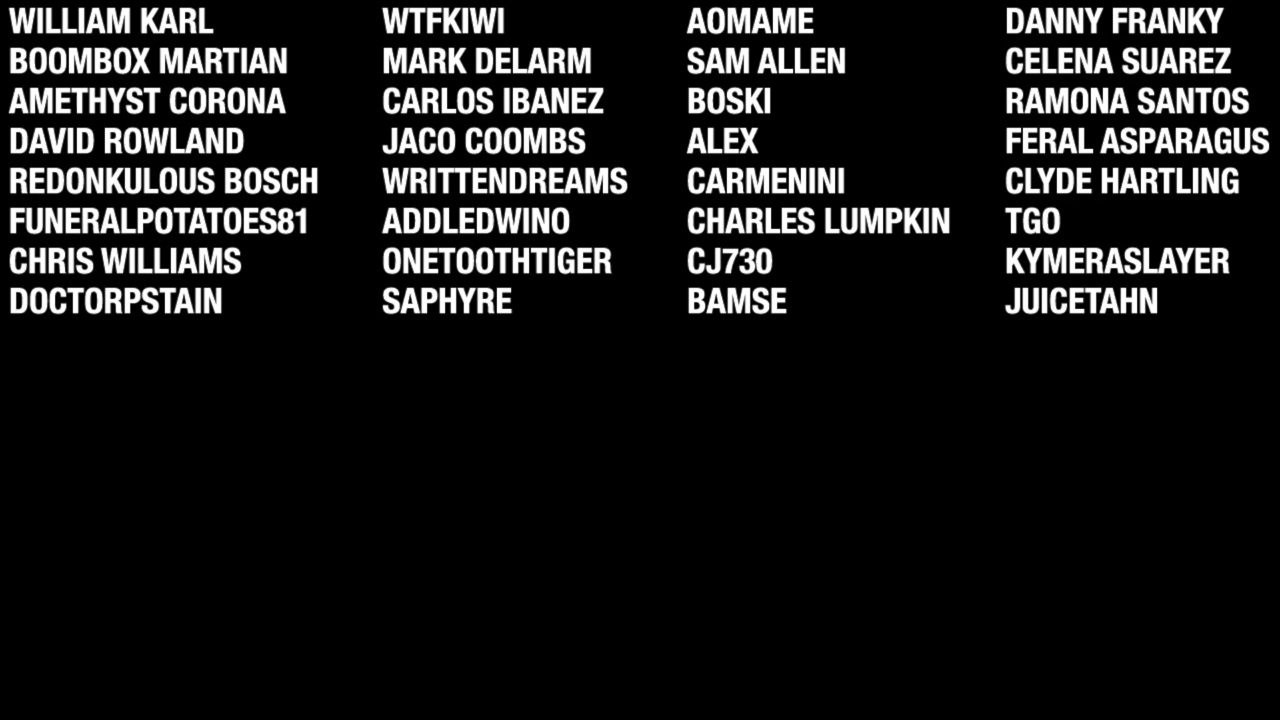 WILLIAM KARL
BOOMBOX MARTIAN
AMETHYST CORONA
DAVID ROWLAND
REDONKULOUS BOSCH
FUNERALPOTATOES81
CHRIS WILLIAMS
DOCTORPSTAIN
WTFKIWI
MARK DELARM
CARLOS IBANEZ
JACO COOMBS
WRITTENDREAMS
ADDLEDWINO
ONETOOTHTIGER
SAPHYRE
AOMAME
SAM ALLEN
BOSKI
ALEX
CARMENINI
CHARLES LUMPKIN
CJ730
BAMSE
DANNY FRANKY
CELENA SUAREZ
RAMONA SANTOS
FERAL ASPARAGUS
CLYDE HARTLING
TGO
KYMERASLAYER
JUICETAHN